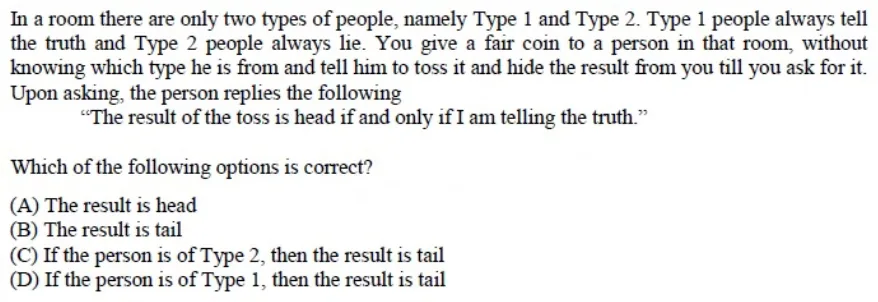 In a room there are only two types of people, namely Type 1 and Type 2. Type 1 people always tell
the truth and Type 2 people always lie. You give a fair coin to a person in that room, without
knowing which type he is from and tell him to toss it and hide the result from you till you ask for it.
Upon asking, the person replies the following
“The result of the toss is head if and only if I am telling the truth.”
Which of the following options is correct?
(A) The result is head
(B) The result is tail
(C) If the person is of Type 2, then the result is tail
(D) If the person is of Type 1, then the result is tail